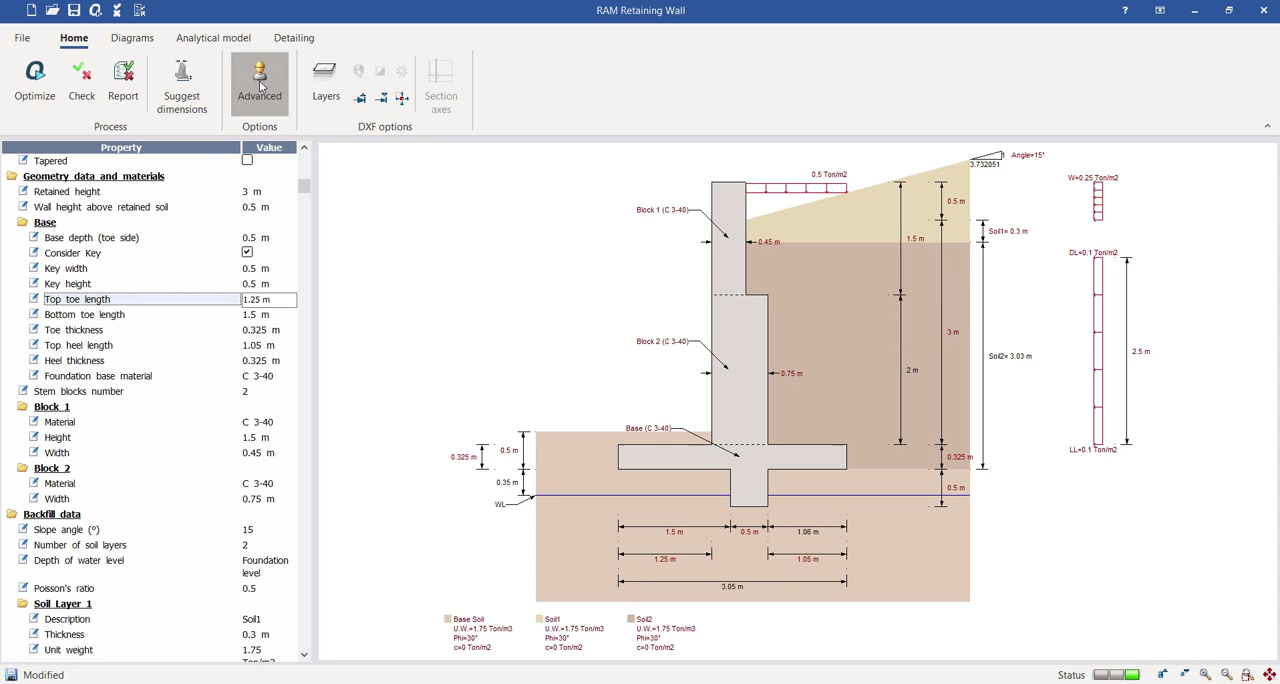 RAM Retaining Wall
?
File Home Diagrams Analytical model Detailing
Optimize Check Report Suggest dimensions Advanced Layers Section axes
Process Options DXF options
Property Value
Tapered
Geometry data and materials
Retained height 3 m
Wall height above retained soil 0.5 m
Base
Base depth (toe side) 0.5 m
Consider Key
Key width 0.5 m
Key height 0.5 m
Top toe length 1.25 m
Bottom toe length 1.5 m
Toe thickness 0.325 m
Top heel length 1.05 m
Heel thickness 0.325 m
Foundation base material C 3-40
Stem blocks number 2
Block 1
Material C 3-40
Height 1.5 m
Width 0.45 m
Block 2
Material C 3-40
Width 0.75 m
Backfill data
Slope angle (º) 15
Number of soil layers 2
Depth of water level Foundation level
Poisson's ratio 0.5
Soil Layer 1
Description Soil1
Thickness 0.3 m
Unit weight 1.75
Ton/m3
1 Angle=15°
3.732051
0.5 Ton/m2
W=0.25 Ton/m2
Block 1 (C 3-40)
0.5 m
1.5 m
Soil1= 0.3 m
0.45 m
DL=0.1 Ton/m2
3 m
Block 2 (C 3-40)
Soil2= 3.03 m
2.5 m
0.75 m
2 m
Base (C 3-40)
LL=0.1 Ton/m2
0.5 m
0.325 m
0.325 m
0.35 m
0.5 m
WL
1.5 m 0.5 m 1.06 m
1.25 m 1.05 m
3.05 m
Base Soil
U.W.=1.75 Ton/m3
Phi=30°
c=0 Ton/m2
Soil1
U.W.=1.75 Ton/m3
Phi=30°
c=0 Ton/m2
Soil2
U.W.=1.75 Ton/m3
Phi=30°
c=0 Ton/m2
Modified
Status